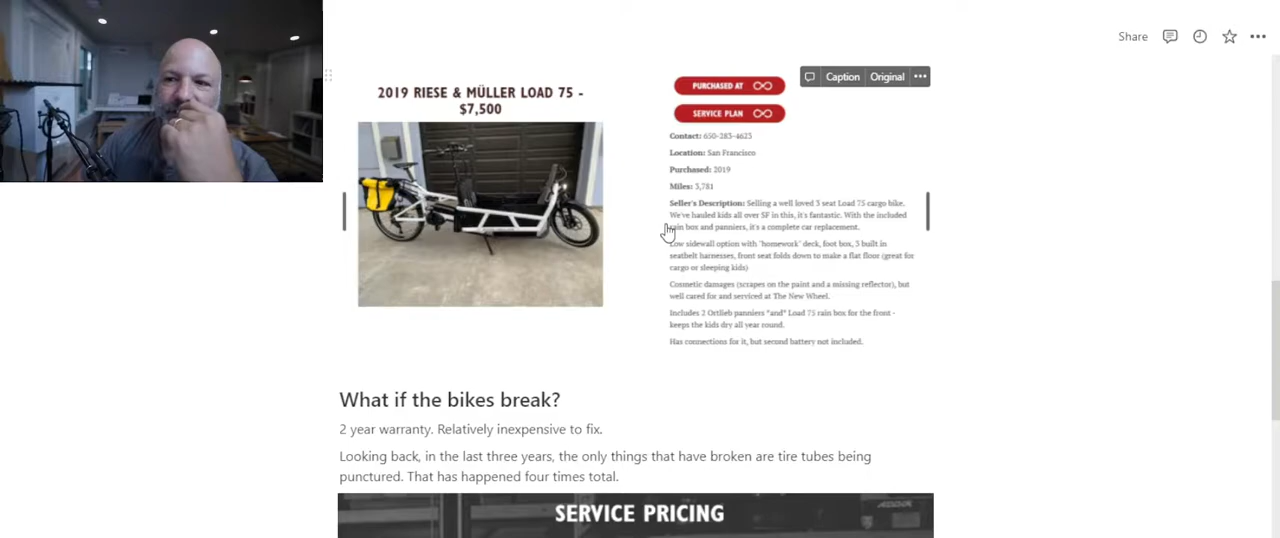 Share
2019 RIESE & MÜLLER LOAD 75 -
$7,500
PURCHASED AT
SERVICE PLAN
Caption
Original
Contact: 650-283-4623
Location: San Francisco
Purchased: 2019
Miles: 3,781
Seller's Description: Selling a well loved 3 seat Load 75 cargo bike.
We've hauled kids all over SF in this, it's fantastic. With the included
rain box and panniers, it's a complete car replacement.
Low sidewall option with "homework" deck, foot box, 3 built in
seatbelt harnesses, front seat folds down to make a flat floor (great for
cargo or sleeping kids)
Cosmetic damages (scrapes on the paint and a missing reflector), but
well cared for and serviced at The New Wheel.
Includes 2 Ortlieb panniers *and* Load 75 rain box for the front -
keeps the kids dry all year round.
Has connections for it, but second battery not included.
What if the bikes break?
2 year warranty. Relatively inexpensive to fix.
Looking back, in the last three years, the only things that have broken are tire tubes being
punctured. That has happened four times total.
SERVICE PRICING